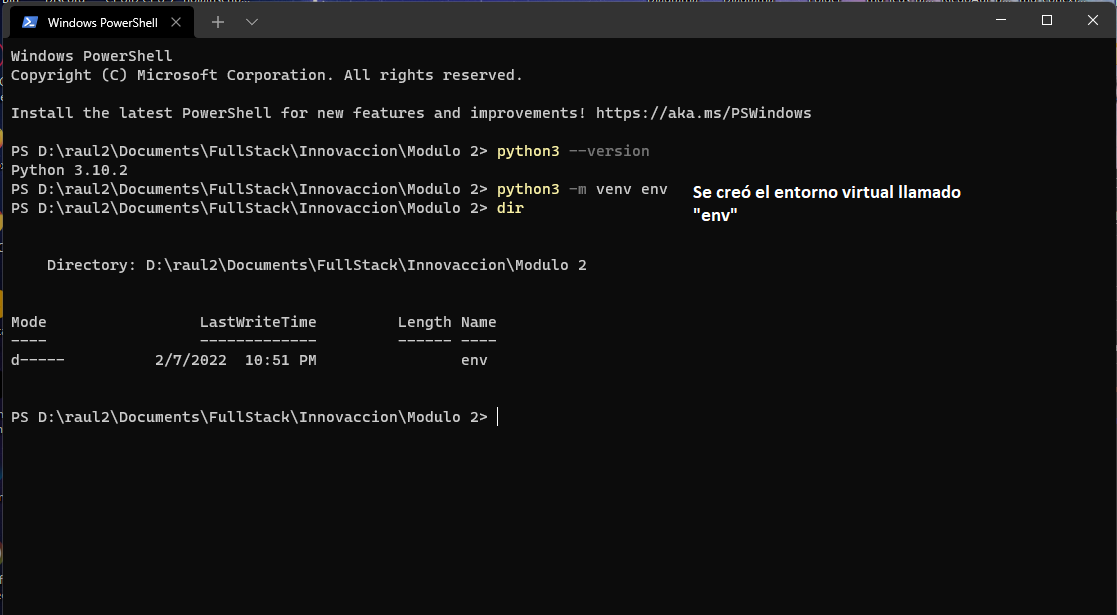 Windows PowerShell
Windows PowerShell
Copyright (C) Microsoft Corporation. All rights reserved.
Install the latest PowerShell for new features and improvements! https://aka.ms/PSWindows
PS D:\raul2\Documents\FullStack\Innovaccion\Modulo 2> python3 --version
Python 3.10.2
PS D:\raul2\Documents\FullStack\Innovaccion\Modulo 2> python3 -m venv env
Se creó el entorno virtual llamado
"env"
PS D:\raul2\Documents\FullStack\Innovaccion\Modulo 2> dir
Directory: D:\raul2\Documents\FullStack\Innovaccion\Modulo 2
Mode LastWriteTime Length Name
---- ------------- ------ ----
d----- 2/7/2022 10:51 PM env
PS D:\raul2\Documents\FullStack\Innovaccion\Modulo 2>